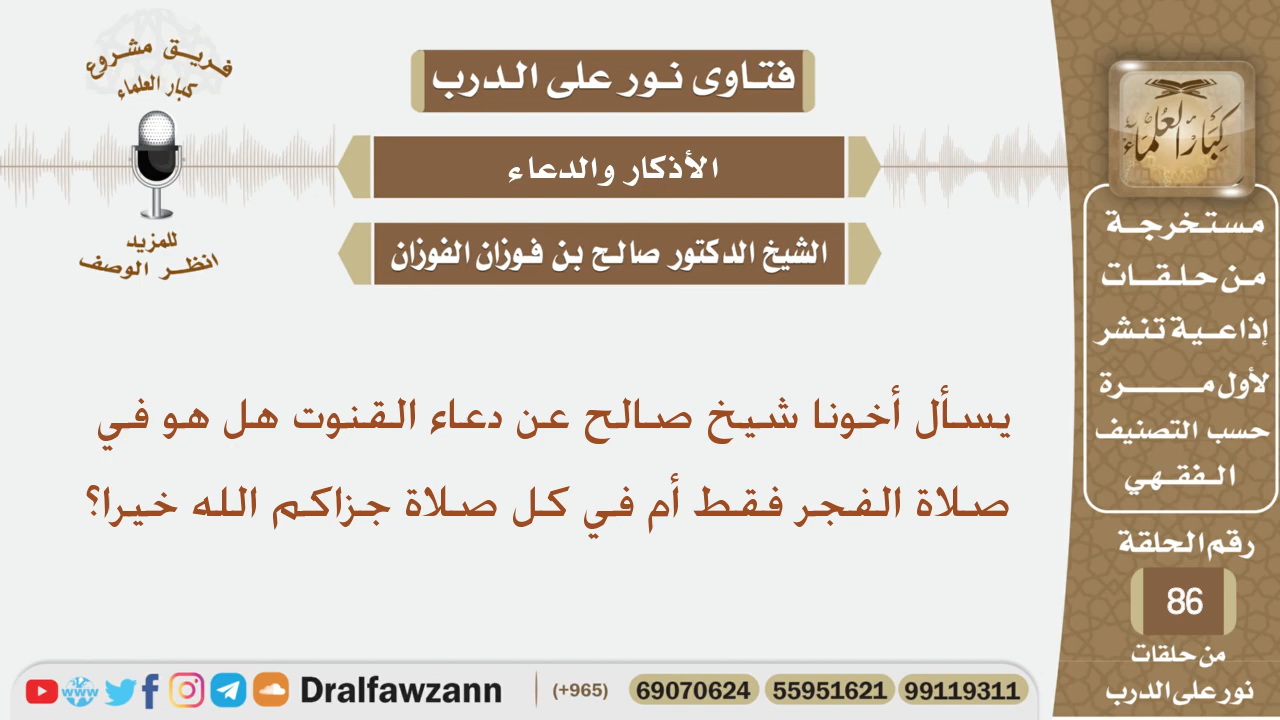 فريق مشروع
كبار العلماء
للمزيد
انظر الوصف
فتاوى نور على الدرب
الأذكار والدعاء
الشيخ الدكتور صالح بن فوزان الفوزان
يسأل أخونا شيخ صالح عن دعاء القنوت هل هو في
صلاة الفجر فقط أم في كل صلاة جزاكم الله خيرا؟
كبار العلماء
مستخرجة
من حلقات
إذاعية تنشر
لأول مرة
حسب التصنيف
الفقهي
رقم الحلقة
86
من حلقات
نور على الدرب
www
Dralfawzann
(+965) 69070624 55951621 99119311